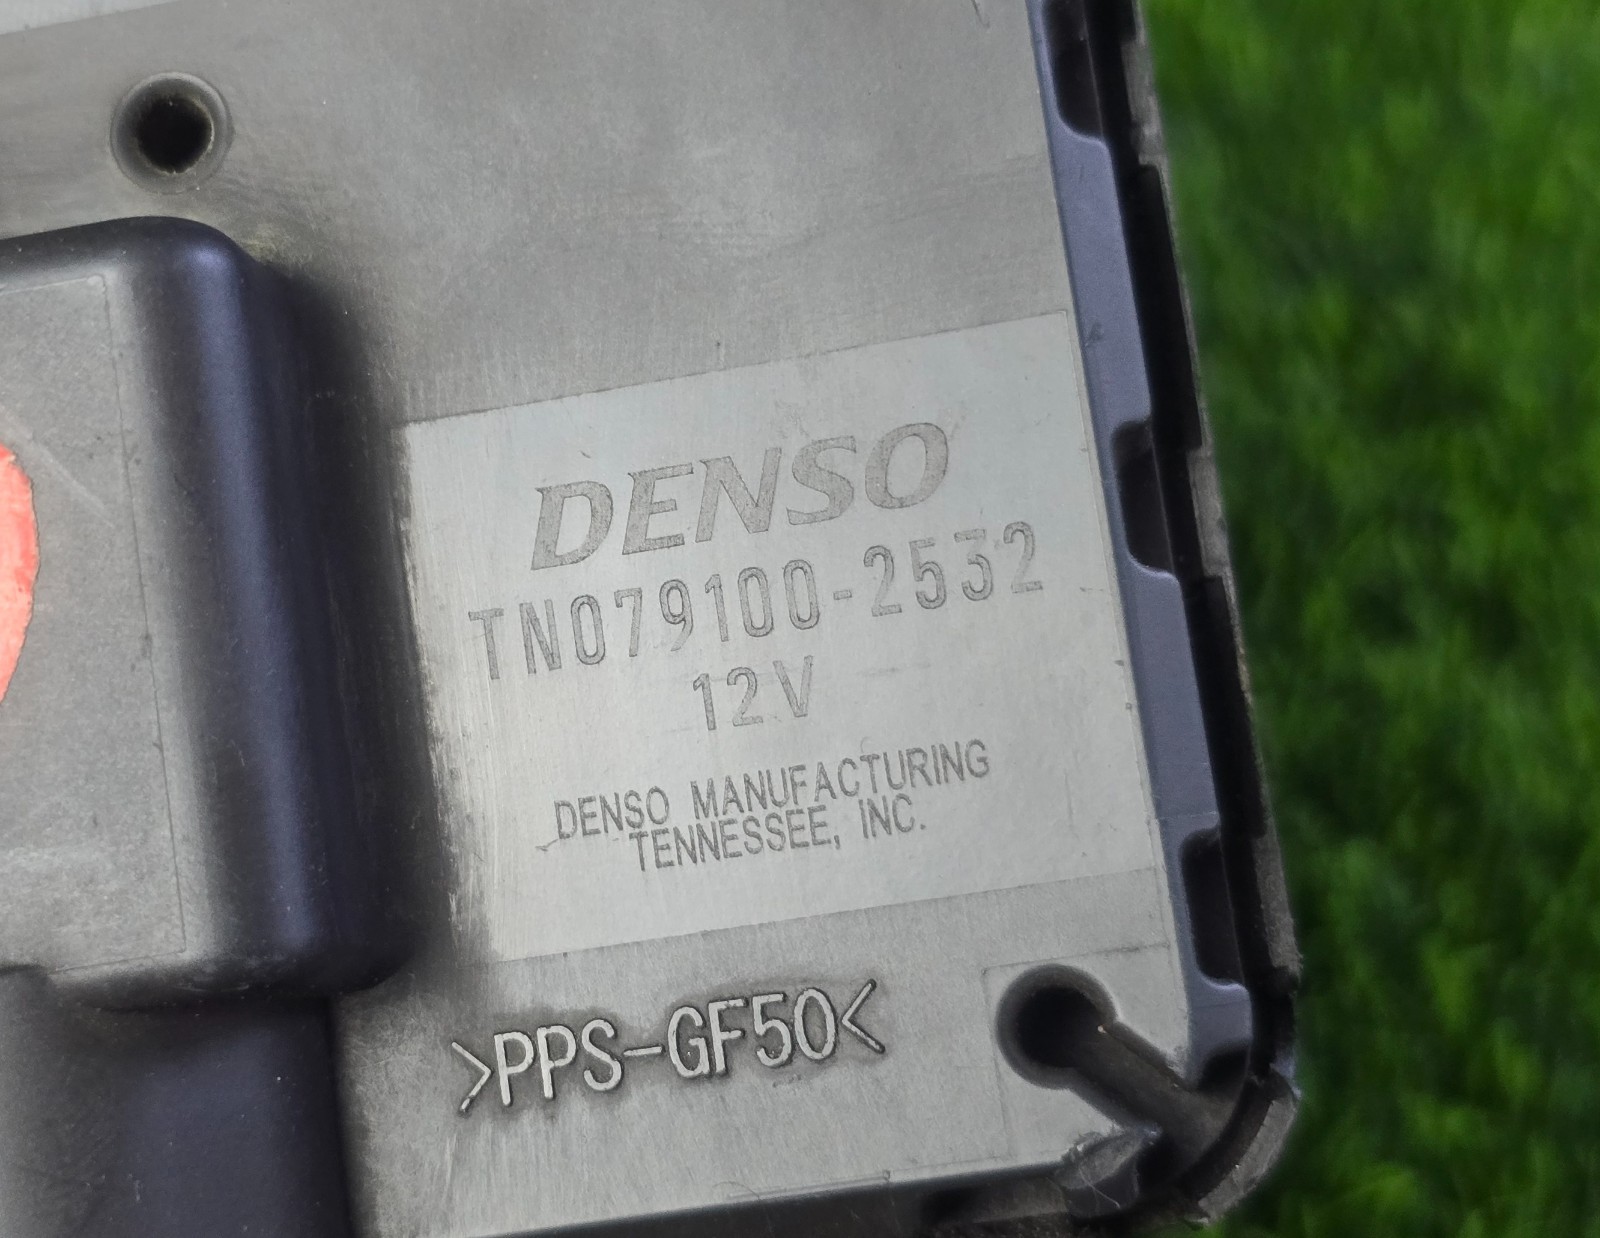 DENSO
TN079100-2532
12V
DENSO MANUFACTURING
TENNESSEE, INC.
>PPS-GF50<